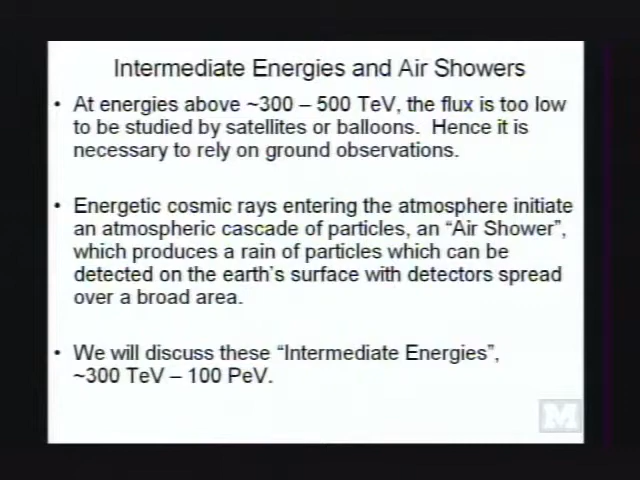 Intermediate Energies and Air Showers
• At energies above ~300 – 500 TeV, the flux is too low
to be studied by satellites or balloons.  Hence it is
necessary to rely on ground observations.
• Energetic cosmic rays entering the atmosphere initiate
an atmospheric cascade of particles, an “Air Shower”,
which produces a rain of particles which can be
detected on the earth’s surface with detectors spread
over a broad area.
• We will discuss these “Intermediate Energies”,
~300 TeV – 100 PeV.
M